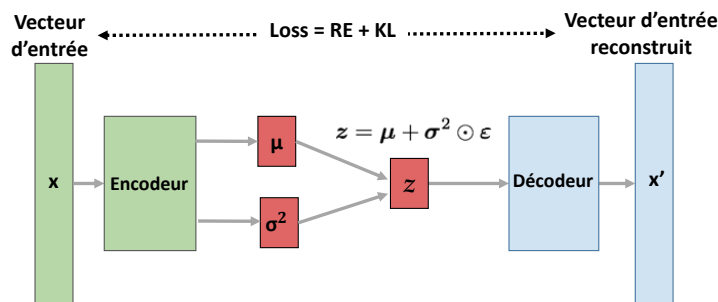 Vecteur
d'entrée
Loss = RE + KL
Vecteur d'entrée
reconstruit
x
Encodeur
μ
σ²
z = μ + σ² ⊙ ε
z
Décodeur
x'